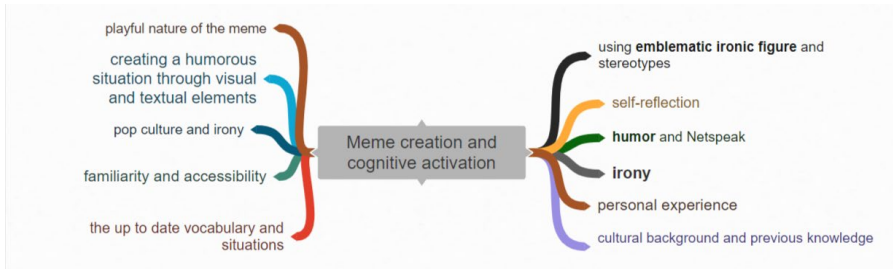 playful nature of the meme
creating a humorous
situation through visual
and textual elements
pop culture and irony
familiarity and accessibility
the up to date vocabulary and
situations
Meme creation and
cognitive activation
using emblematic ironic figure and
stereotypes
self-reflection
humor and Netspeak
irony
personal experience
cultural background and previous knowledge